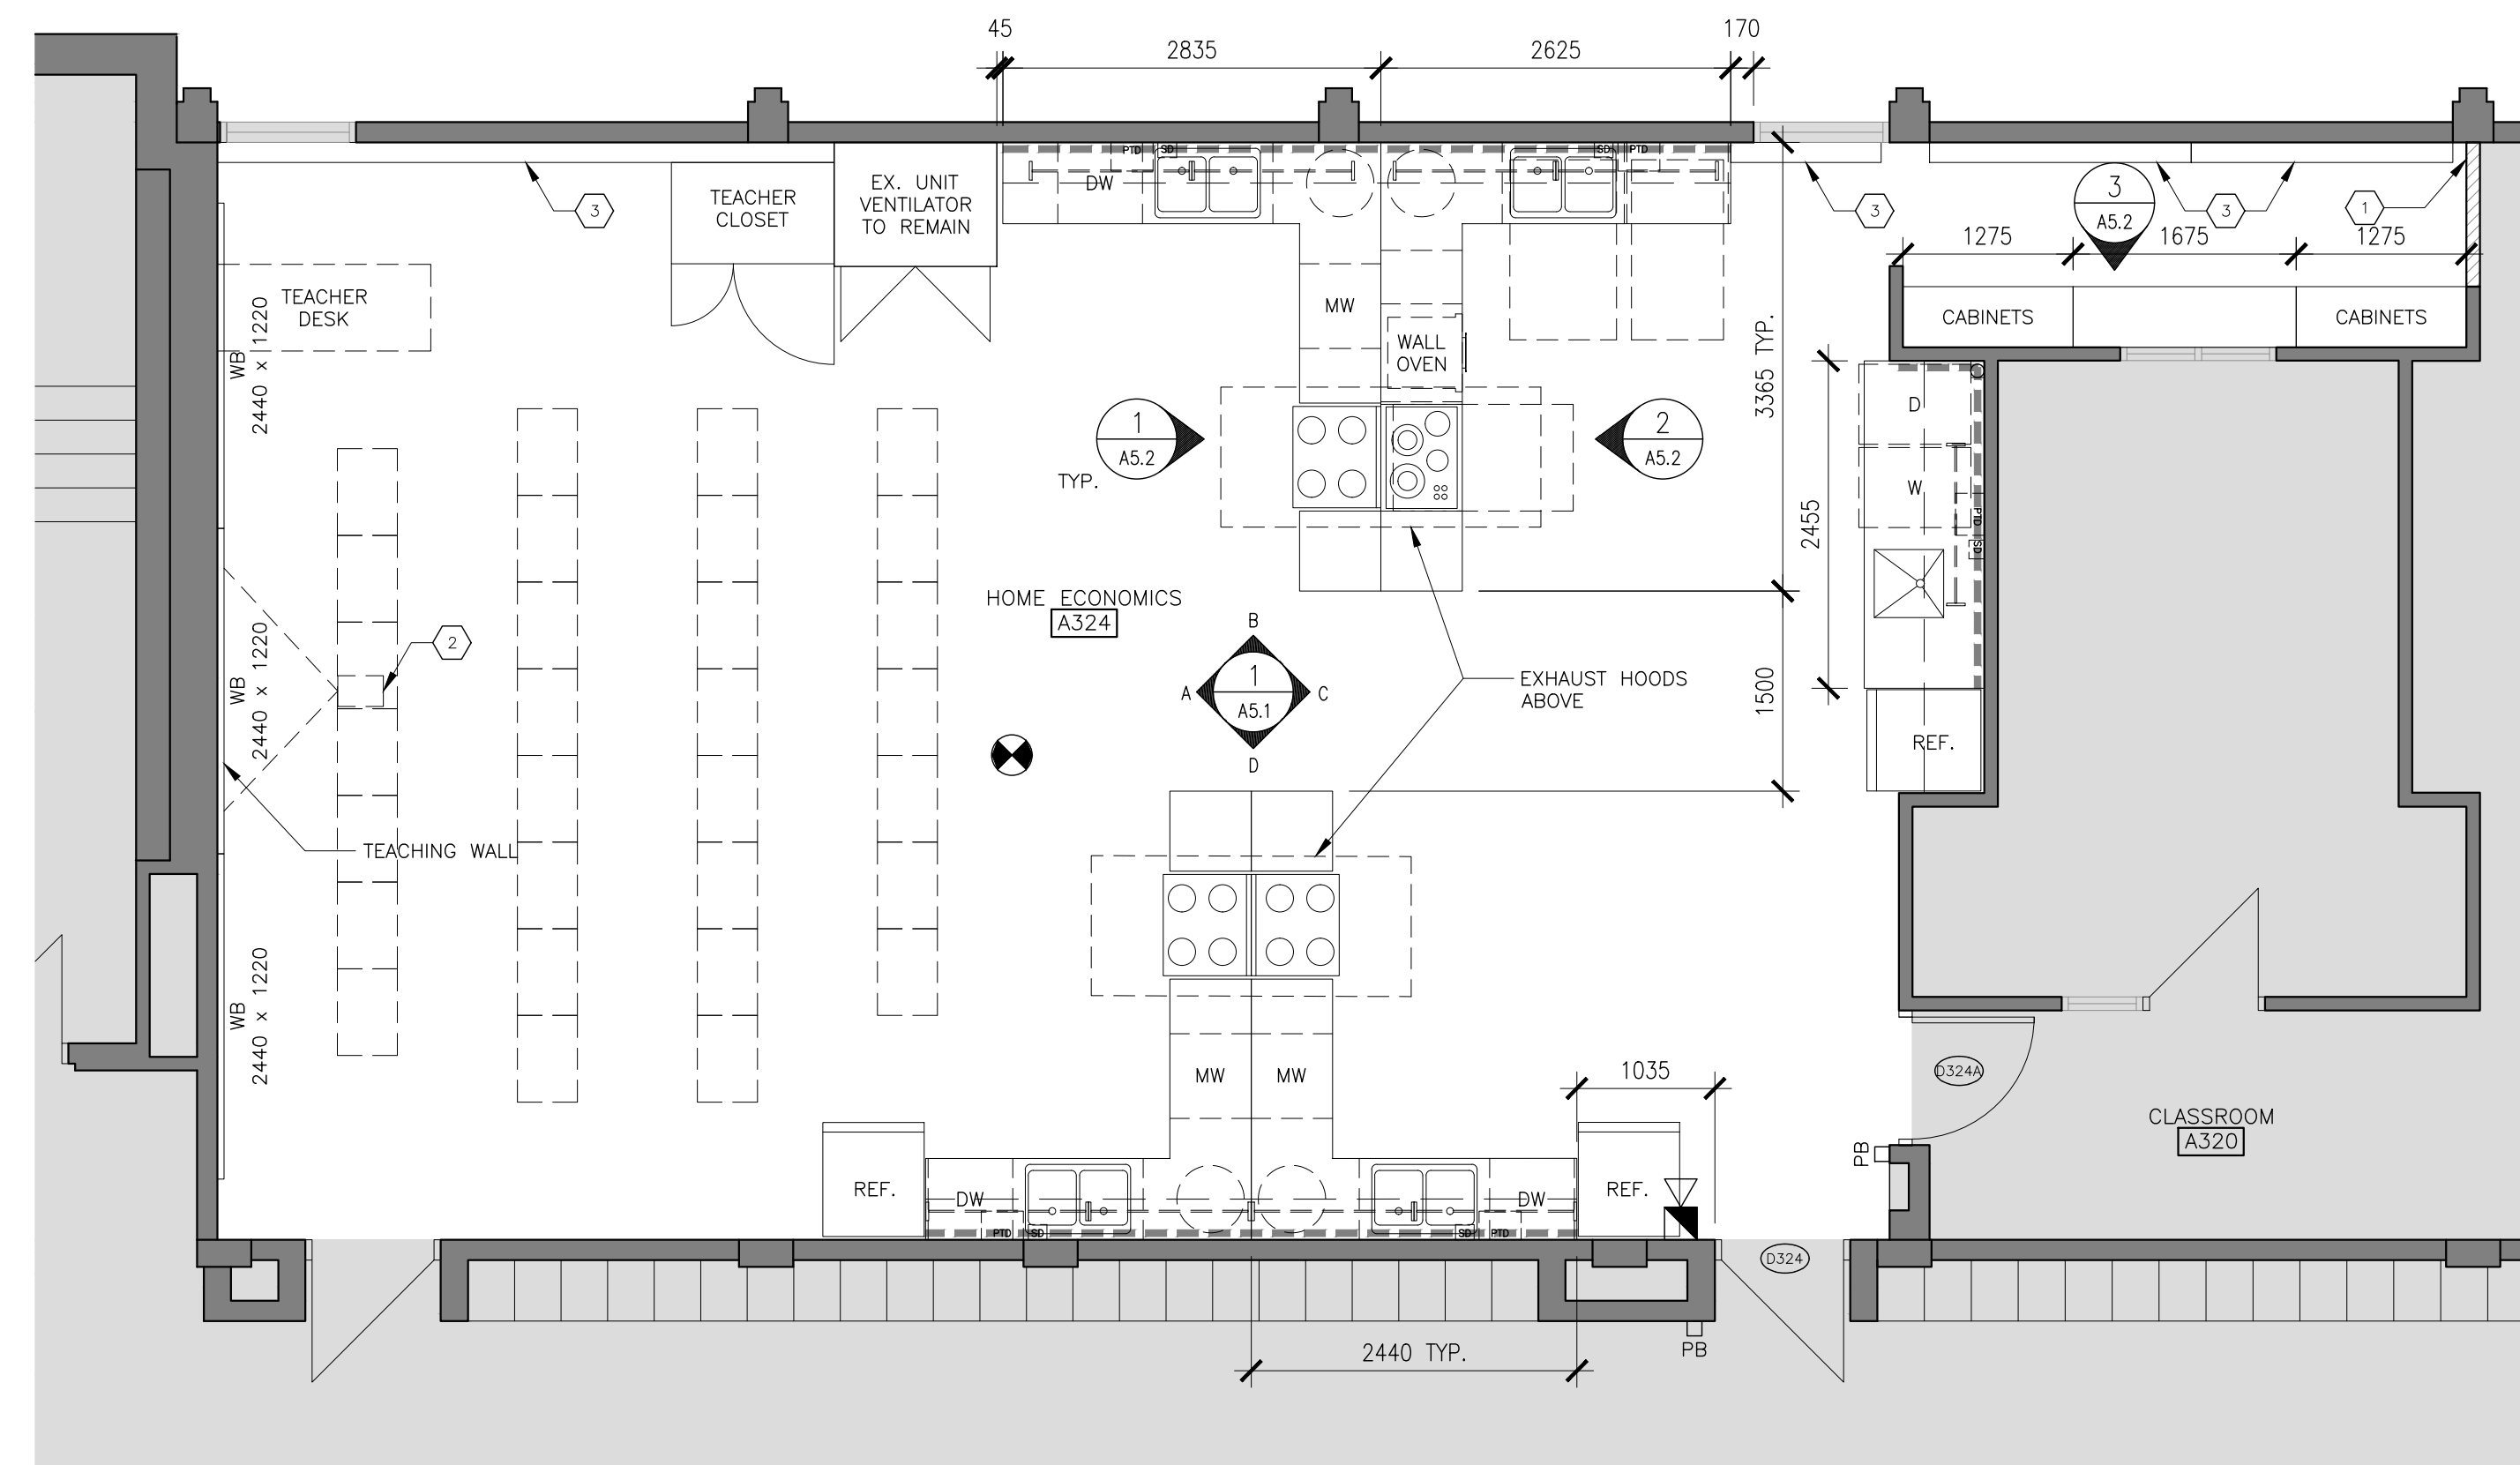 45
2835
2625
170
PTD
SD
SD
PTD
DW
TEACHER
CLOSET
EX. UNIT
VENTILATOR
TO REMAIN
3
3
3
1
3
A5.2
1275
1675
1275
TEACHER
DESK
WB
2440 x 1220
MW
WALL
OVEN
3365 TYP.
CABINETS
CABINETS
D
1
A5.2
2
A5.2
TYP.
W
PTD
SD
2455
HOME ECONOMICS
A324
2
WB
2440 x 1220
B
A
1
A5.1
C
D
EXHAUST HOODS
ABOVE
1500
REF.
TEACHING WALL
WB
2440 x 1220
MW
MW
1035
D324A
CLASSROOM
A320
PB
REF.
DW
DW
REF.
PTD
SD
SD
PTD
D324
2440 TYP.
PB